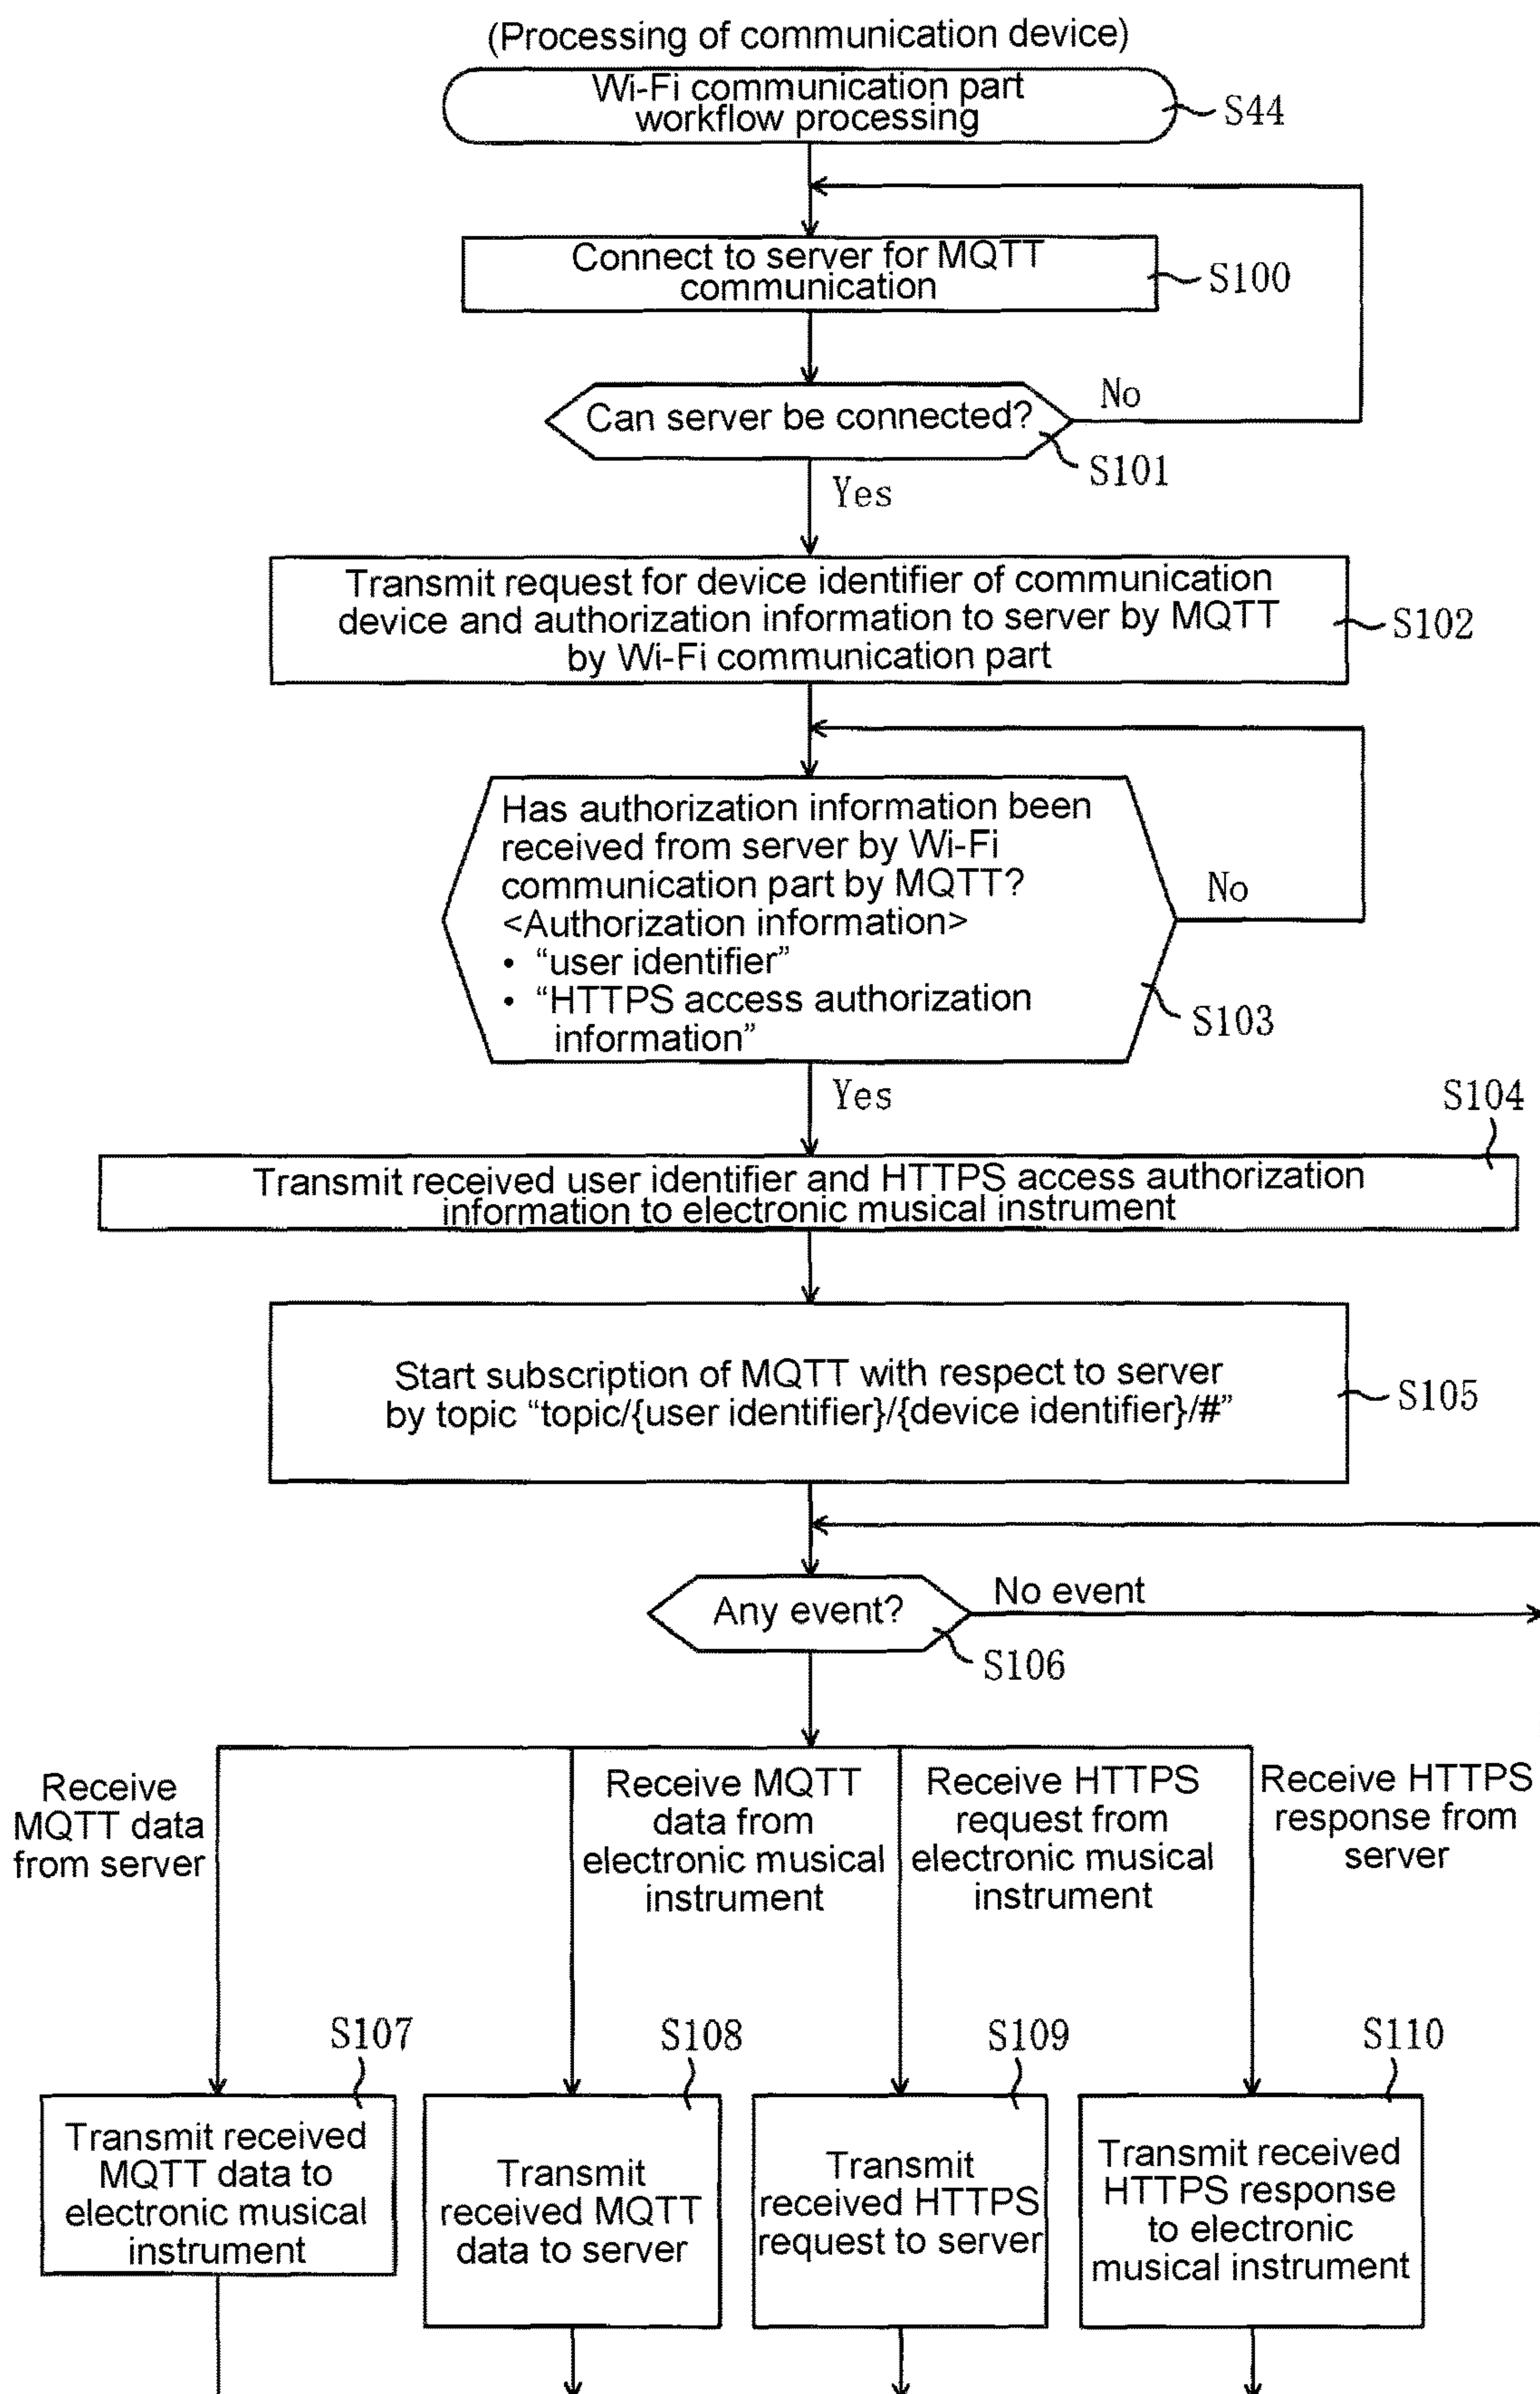 (Processing of communication device)
Wi-Fi communication part
workflow processing
S44
Connect to server for MQTT
communication
S100
Can server be connected?
No
S101
Yes
Transmit request for device identifier of communication
device and authorization information to server by MQTT
by Wi-Fi communication part
S102
Has authorization information been
received from server by Wi-Fi
communication part by MQTT?
<Authorization information>
• “user identifier”
• “HTTPS access authorization
information”
No
S103
Yes
S104
Transmit received user identifier and HTTPS access authorization
information to electronic musical instrument
Start subscription of MQTT with respect to server
by topic “topic/{user identifier}/{device identifier}/#”
S105
Any event?
No event
S106
Receive
MQTT data
from server
Receive MQTT
data from
electronic musical
instrument
Receive HTTPS
request from
electronic musical
instrument
Receive HTTPS
response from
server
S107
Transmit received
MQTT data to
electronic musical
instrument
S108
Transmit
received MQTT
data to server
S109
Transmit
received HTTPS
request to server
S110
Transmit received
HTTPS response
to electronic
musical instrument